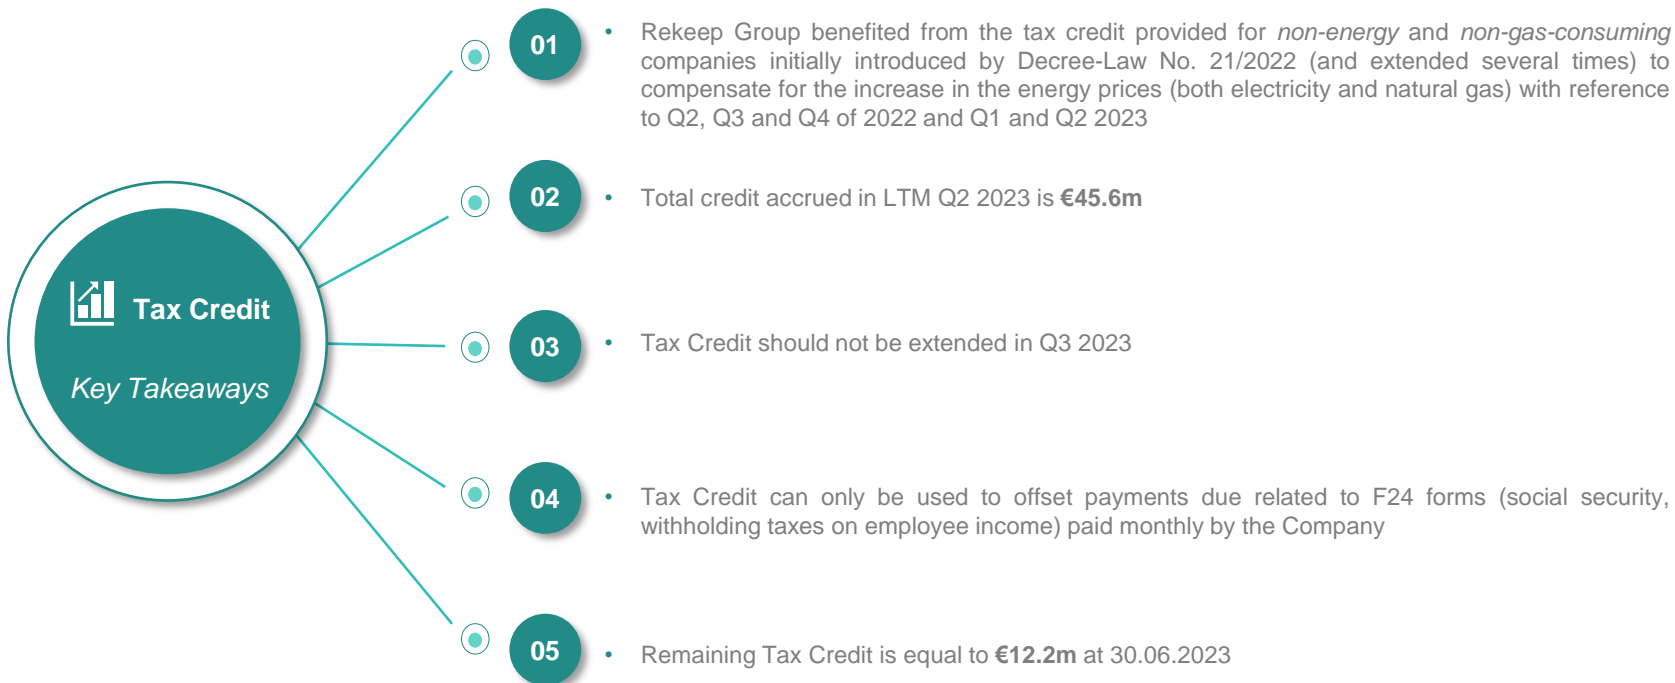 Tax Credit
Key Takeaways
01
• Rekeep Group benefited from the tax credit provided for non-energy and non-gas-consuming
companies initially introduced by Decree-Law No. 21/2022 (and extended several times) to
compensate for the increase in the energy prices (both electricity and natural gas) with reference
to Q2, Q3 and Q4 of 2022 and Q1 and Q2 2023
02
• Total credit accrued in LTM Q2 2023 is €45.6m
03
• Tax Credit should not be extended in Q3 2023
04
• Tax Credit can only be used to offset payments due related to F24 forms (social security,
withholding taxes on employee income) paid monthly by the Company
05
• Remaining Tax Credit is equal to €12.2m at 30.06.2023